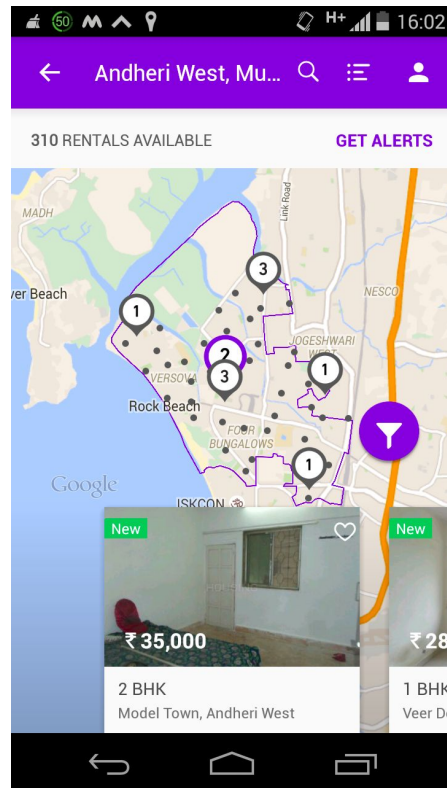 50 H+ 16:02
Andheri West, Mu...
310 RENTALS AVAILABLE GET ALERTS
Link Road
MADH
3
NESCO
ver Beach
1
JOGESHWARI
WEST
2
1
3
VERSOVA
Rock Beach
FOUR
BUNGALOWS
1
Google
ISKCON
New
New
₹ 35,000
₹ 28
2 BHK
1 BHK
Model Town, Andheri West
Veer D